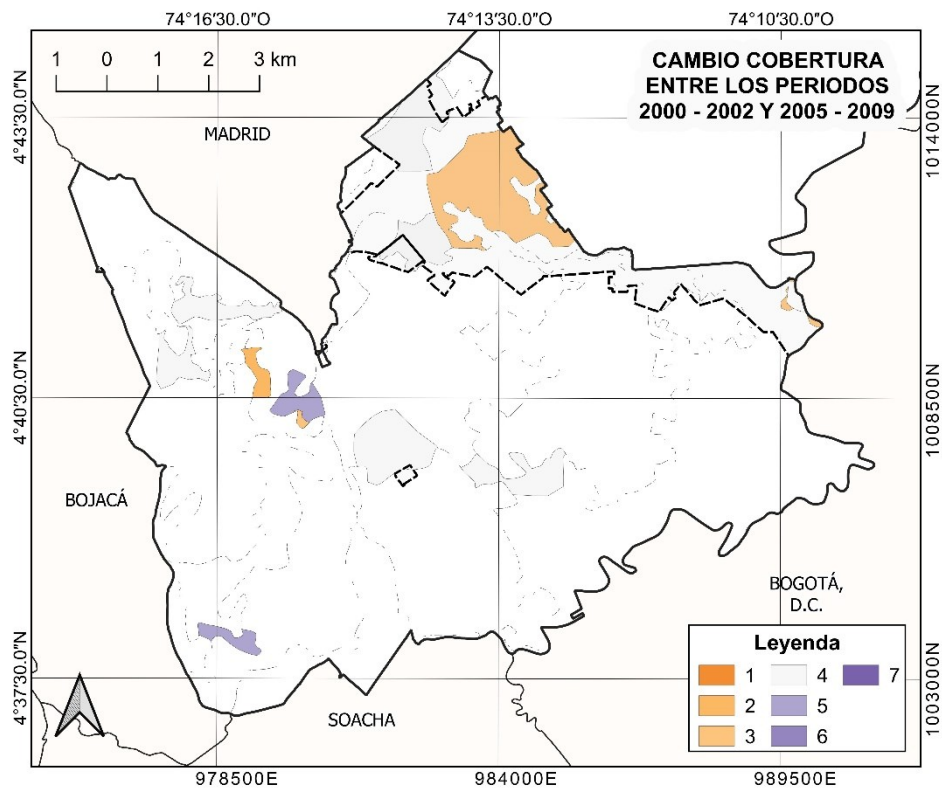 74°16'30.0"O 74°13'30.0"O 74°10'30.0"O
1 0 1 2 3 km
CAMBIO COBERTURA
ENTRE LOS PERIODOS
2000 - 2002 Y 2005 - 2009
4°43'30.0"N
1014000N
MADRID
4°40'30.0"N
1008500N
BOJACÁ
BOGOTÁ,
D.C.
Leyenda
1 4 7
2 5
3 6
4°37'30.0"N
1003000N
SOACHA
978500E 984000E 989500E